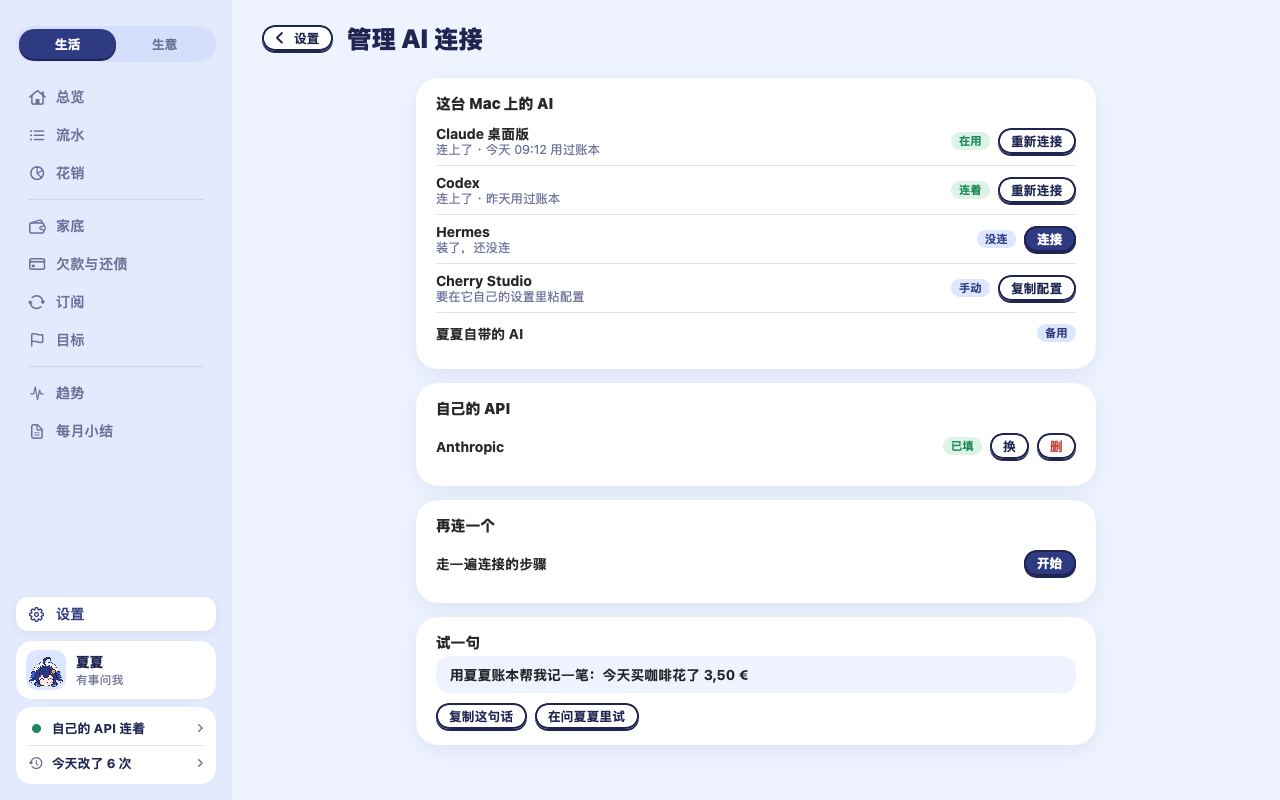 生活
生意
总览
流水
花销
家底
欠款与还债
订阅
目标
趋势
每月小结
设置
夏夏
有事问我
自己的 API 连着
今天改了 6 次
设置
管理 AI 连接
这台 Mac 上的 AI
Claude 桌面版
连上了 · 今天 09:12 用过账本
在用
重新连接
Codex
连上了 · 昨天用过账本
连着
重新连接
Hermes
装了，还没连
没连
连接
Cherry Studio
要在它自己的设置里粘配置
手动
复制配置
夏夏自带的 AI
备用
自己的 API
Anthropic
已填
换
删
再连一个
走一遍连接的步骤
开始
试一句
用夏夏账本帮我记一笔：今天买咖啡花了 3,50 €
复制这句话
在问夏夏里试